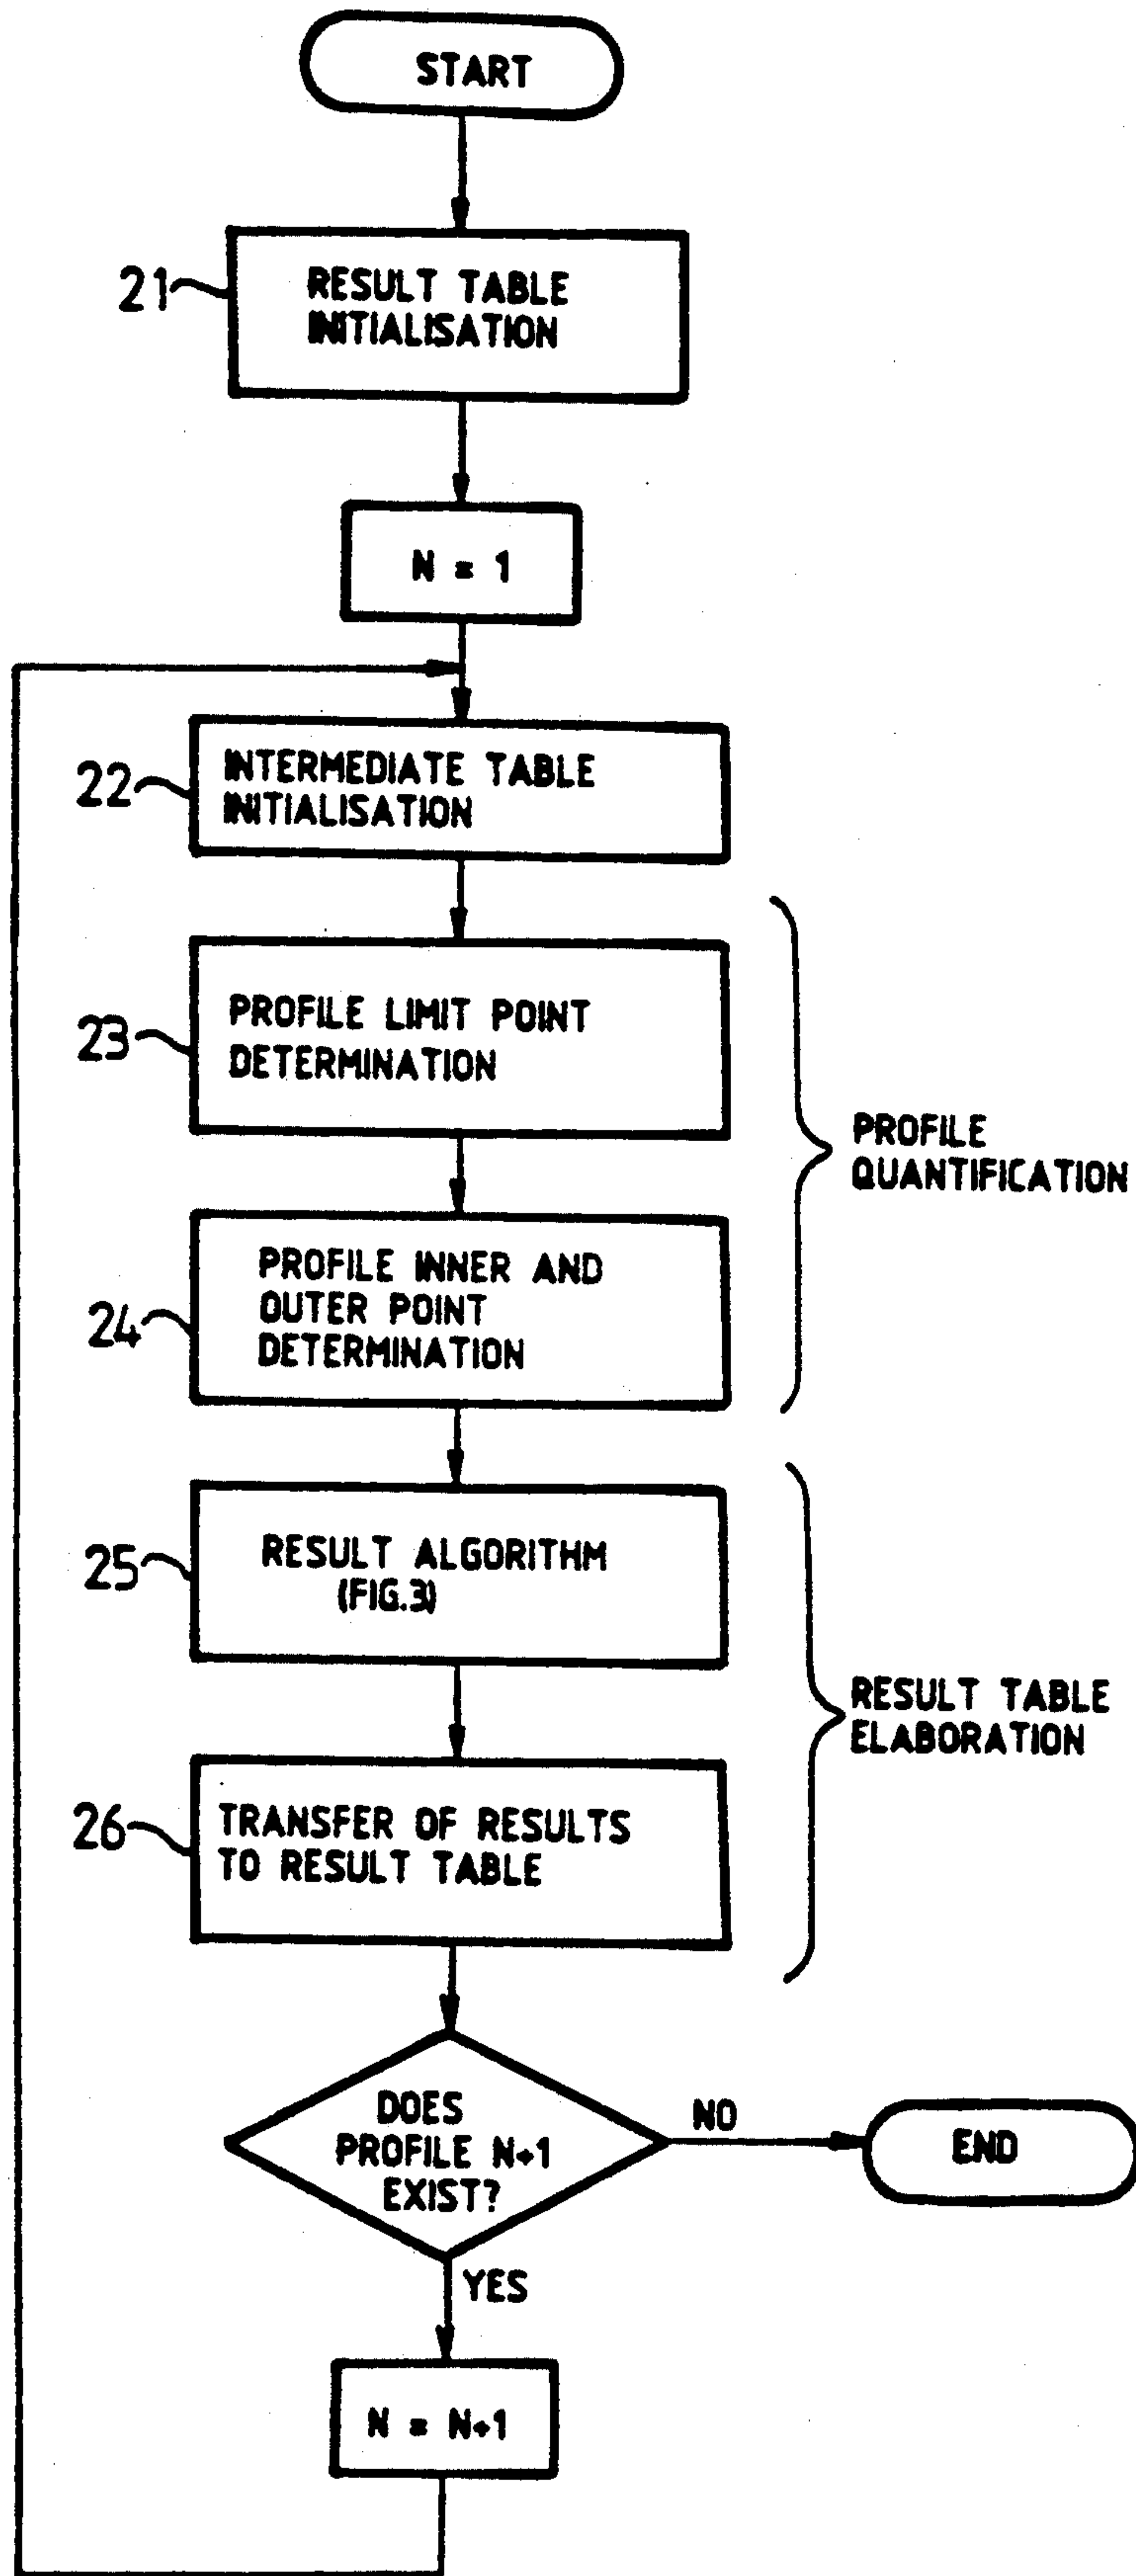 START
21
RESULT TABLE
INITIALISATION
N = 1
22
INTERMEDIATE TABLE
INITIALISATION
23
PROFILE LIMIT POINT
DETERMINATION
PROFILE
QUANTIFICATION
24
PROFILE INNER AND
OUTER POINT
DETERMINATION
25
RESULT ALGORITHM
(FIG.3)
RESULT TABLE
ELABORATION
26
TRANSFER OF RESULTS
TO RESULT TABLE
DOES
PROFILE N+1
EXIST?
NO
END
YES
N = N+1